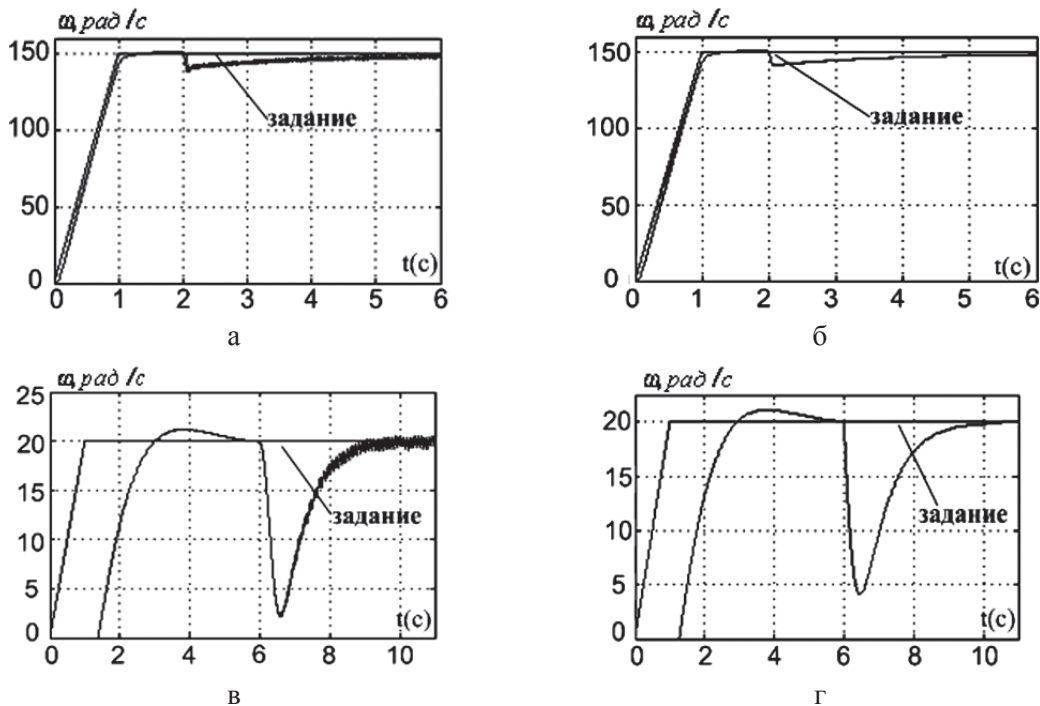 ω, рад/с
150
100
50
0
задание
t(c)
0 1 2 3 4 5 6
а
ω, рад/с
150
100
50
0
задание
t(c)
0 1 2 3 4 5 6
б
ω, рад/с
25
20
15
10
5
0
задание
t(c)
0 2 4 6 8 10
в
ω, рад/с
20
15
10
5
0
задание
t(c)
0 2 4 6 8 10
г